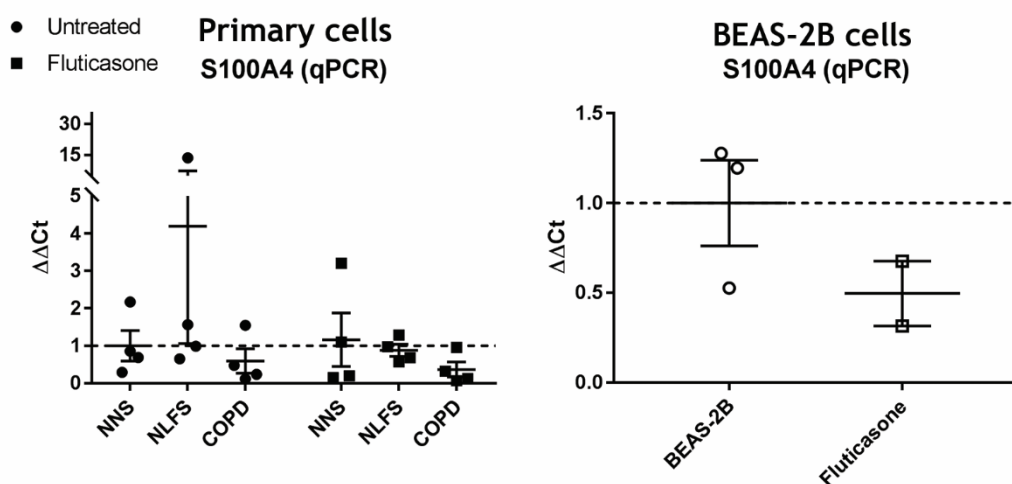 Untreated
Fluticasone
Primary cells
S100A4 (qPCR)
ΔΔCt
30
15
5
4
3
2
1
0
NNS
NLFS
COPD
NNS
NLFS
COPD
BEAS-2B cells
S100A4 (qPCR)
ΔΔCt
1.5
1.0
0.5
0.0
BEAS-2B
Fluticasone